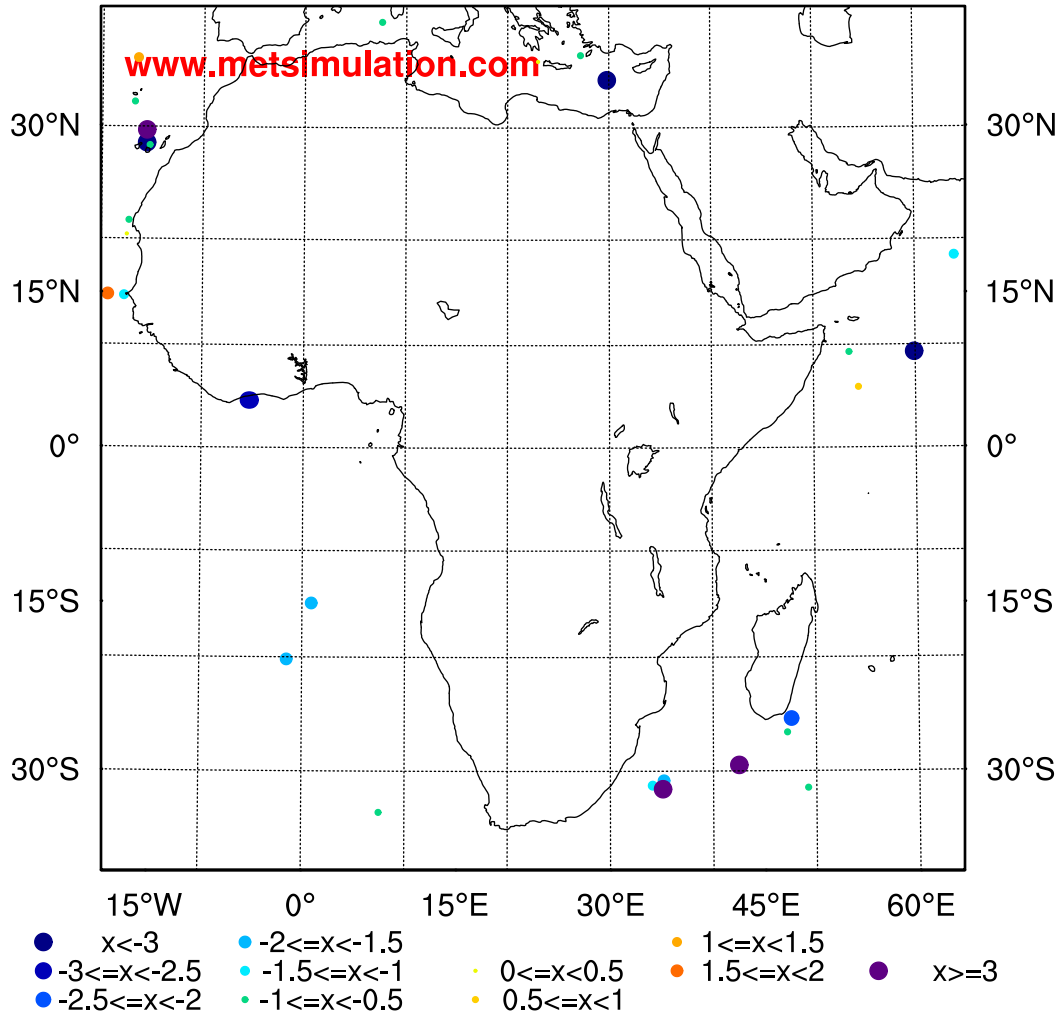 www.metsimulation.com
30°N 30°N
15°N 15°N
0° 0°
15°S 15°S
30°S 30°S
15°W 0° 15°E 30°E 45°E 60°E
x<-3 -2<=x<-1.5 1<=x<1.5
-3<=x<-2.5 -1.5<=x<-1 0<=x<0.5 1.5<=x<2 x>=3
-2.5<=x<-2 -1<=x<-0.5 0.5<=x<1